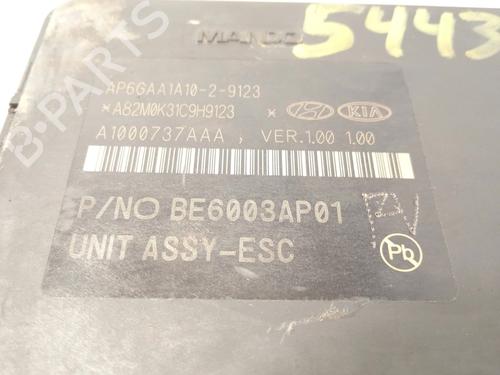 MANDO
5443
AP6GAA1A10-2-9123
*A82M0K31C9H9123 * KIA
A1000737AAA , VER.1.00 1.00
P/NO BE6003AP01
UNIT ASSY-ESC
Pb
B-PARTS